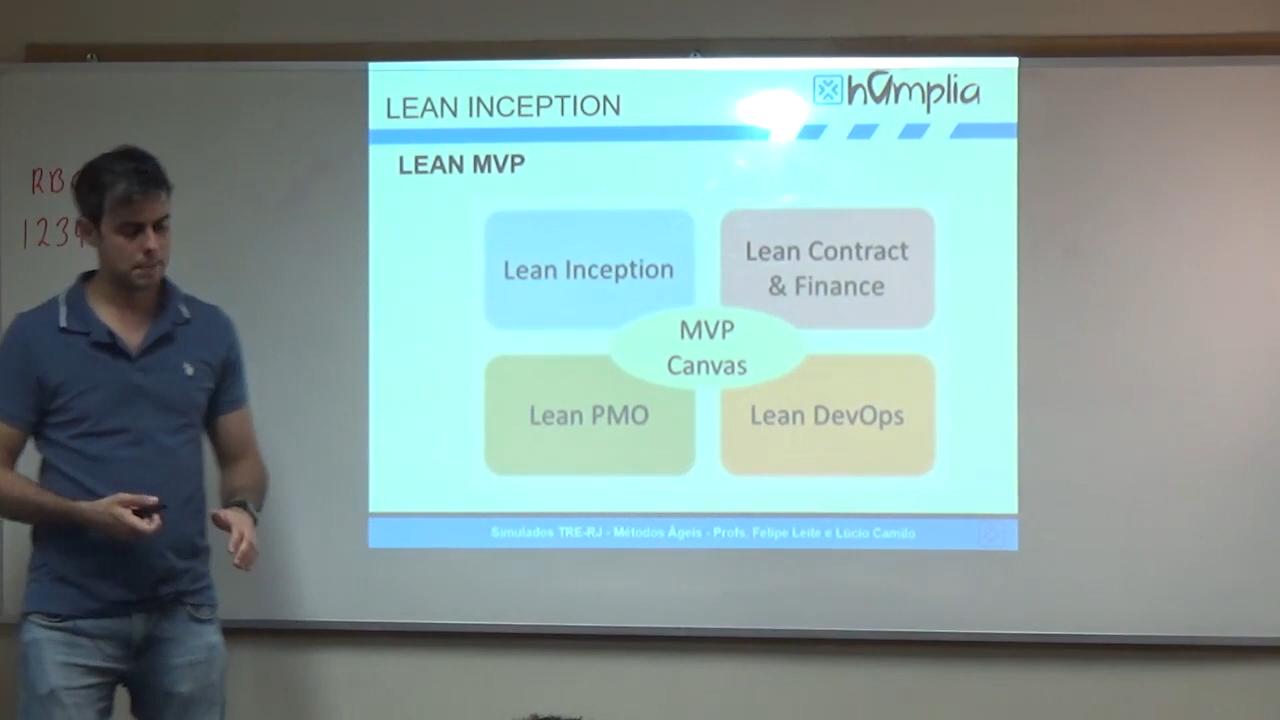 RB
123
hamplia
LEAN INCEPTION
LEAN MVP
Lean Inception
Lean Contract
& Finance
MVP
Canvas
Lean PMO
Lean DevOps
Simulados TRE-RJ - Métodos Ágeis - Profs. Felipe Leite e Lúcio Camilo